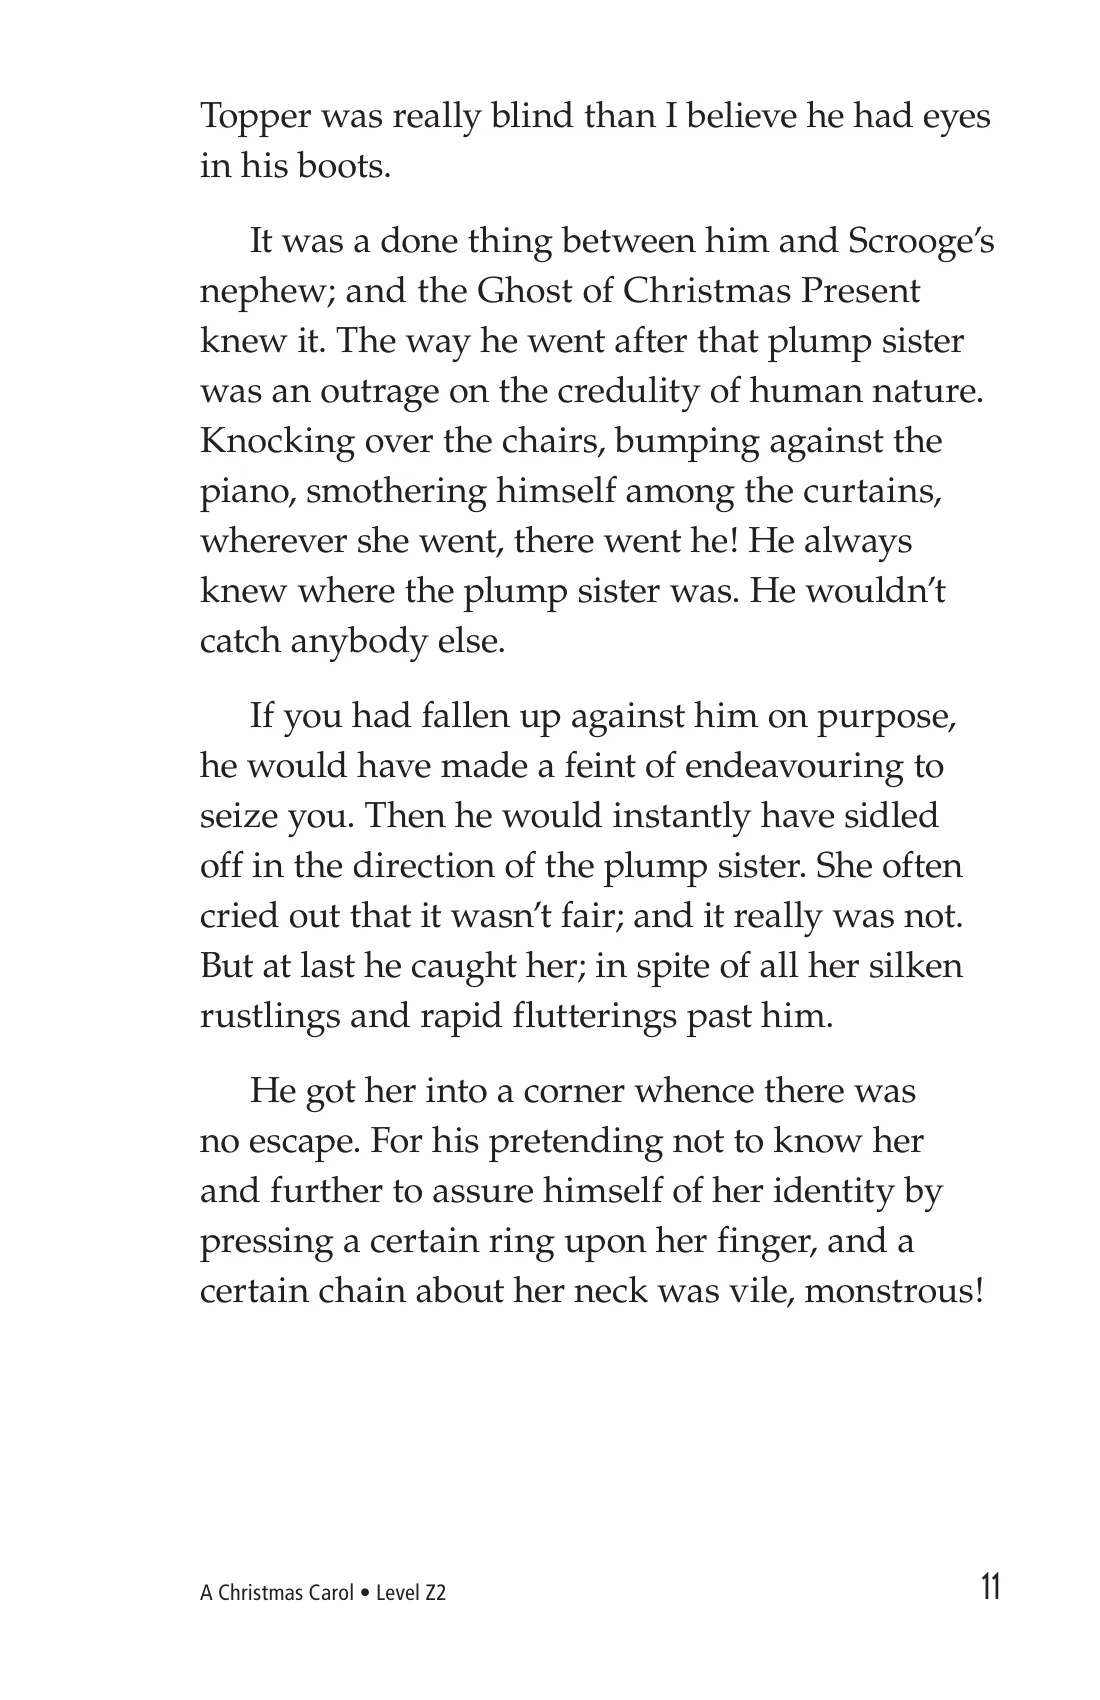 Topper was really blind than I believe he had eyes
in his boots.
It was a done thing between him and Scrooge’s
nephew; and the Ghost of Christmas Present
knew it. The way he went after that plump sister
was an outrage on the credulity of human nature.
Knocking over the chairs, bumping against the
piano, smothering himself among the curtains,
wherever she went, there went he! He always
knew where the plump sister was. He wouldn’t
catch anybody else.
If you had fallen up against him on purpose,
he would have made a feint of endeavouring to
seize you. Then he would instantly have sidled
off in the direction of the plump sister. She often
cried out that it wasn’t fair; and it really was not.
But at last he caught her; in spite of all her silken
rustlings and rapid flutterings past him.
He got her into a corner whence there was
no escape. For his pretending not to know her
and further to assure himself of her identity by
pressing a certain ring upon her finger, and a
certain chain about her neck was vile, monstrous!
A Christmas Carol • Level Z2 11